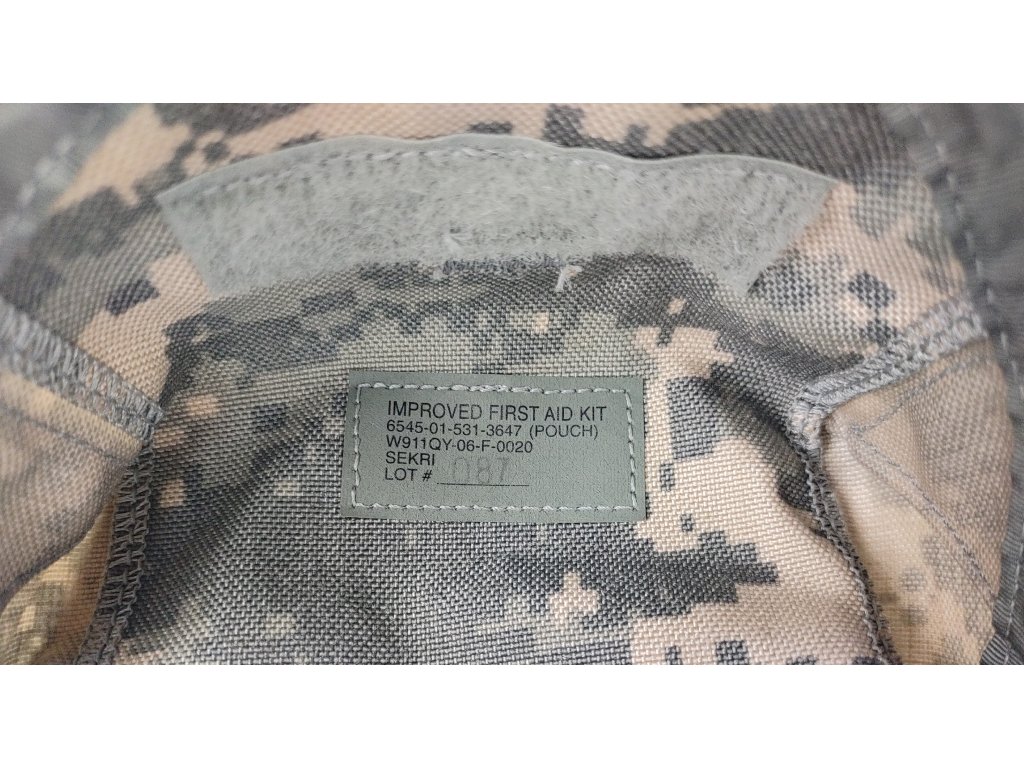 IMPROVED FIRST AID KIT
6545-01-531-3647 (POUCH)
W911QY-06-F-0020
SEKRI
LOT # 087